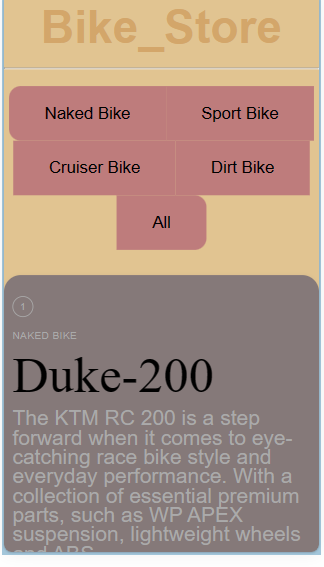 Bike_Store
Naked Bike
Sport Bike
Cruiser Bike
Dirt Bike
All
1
NAKED BIKE
Duke-200
The KTM RC 200 is a step
forward when it comes to eye-
catching race bike style and
everyday performance. With a
collection of essential premium
parts, such as WP APEX
suspension, lightweight wheels
and ABS